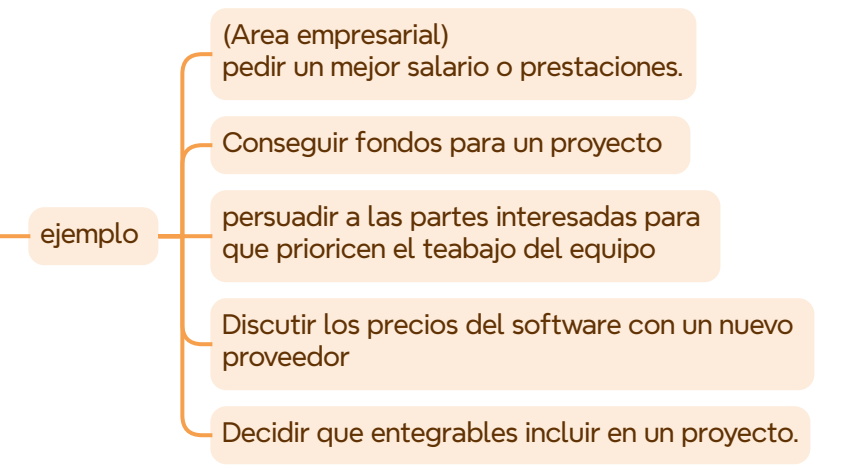 (Area empresarial)
pedir un mejor salario o prestaciones.
Conseguir fondos para un proyecto
ejemplo
persuadir a las partes interesadas para
que prioricen el teabajo del equipo
Discutir los precios del software con un nuevo
proveedor
Decidir que entegrables incluir en un proyecto.